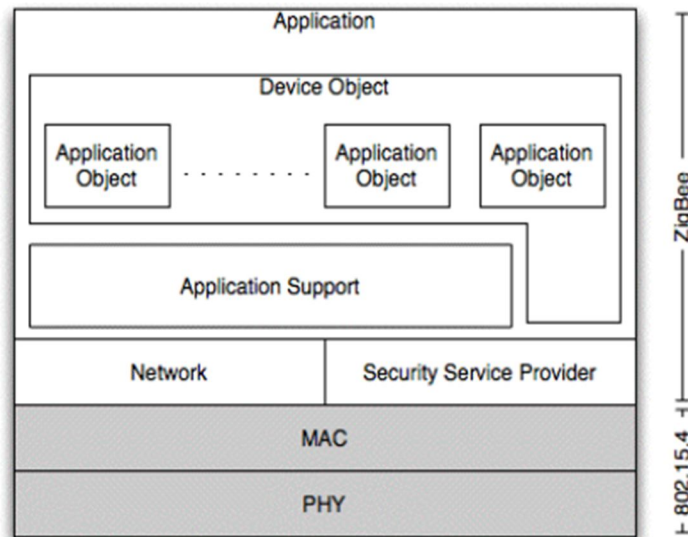 Application
Device Object
Application
Object
. . . . . . . .
Application
Object
Application
Object
Application Support
Network
Security Service Provider
MAC
PHY
ZigBee
802.15.4